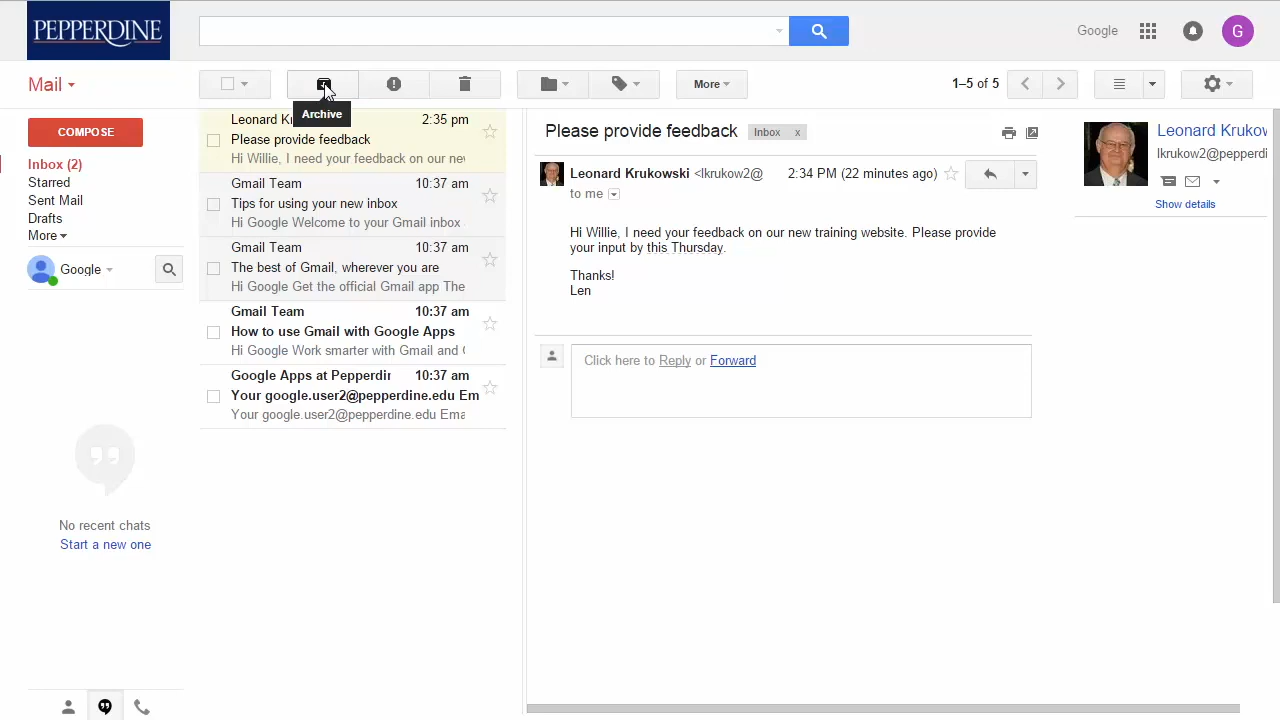 PEPPERDINE
Google
G
Mail
Archive
More
1–5 of 5
COMPOSE
Inbox (2)
Starred
Sent Mail
Drafts
More
Google
No recent chats
Start a new one
Leonard 2:35 pm
Please provide feedback
Hi Willie, I need your feedback on our
Gmail Team 10:37 am
Tips for using your new inbox
Hi Google Welcome to your Gmail inbox
Gmail Team 10:37 am
The best of Gmail, wherever you are
Hi Google Get the official Gmail app The
Gmail Team 10:37 am
How to use Gmail with Google Apps
Hi Google Work smarter with Gmail and
Google Apps at 10:37 am
Your google.user2@pepperdine.edu Em
Your google.user2@pepperdine.edu Ema
Please provide feedback Inbox x
Leonard Krukowski <lkrukow2@ 2:34 PM (22 minutes ago)
to me
Hi Willie, I need your feedback on our new training website. Please provide
your input by this Thursday.
Thanks!
Len
Click here to Reply or Forward
Leonard Krukov
lkrukow2@pepperdi
Show details